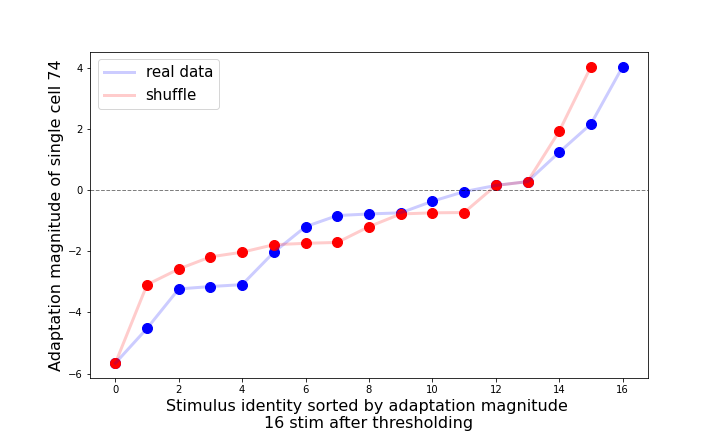 real data
shuffle
Adaptation magnitude of single cell 74
4
2
0
−2
−4
−6
0 2 4 6 8 10 12 14 16
Stimulus identity sorted by adaptation magnitude
16 stim after thresholding